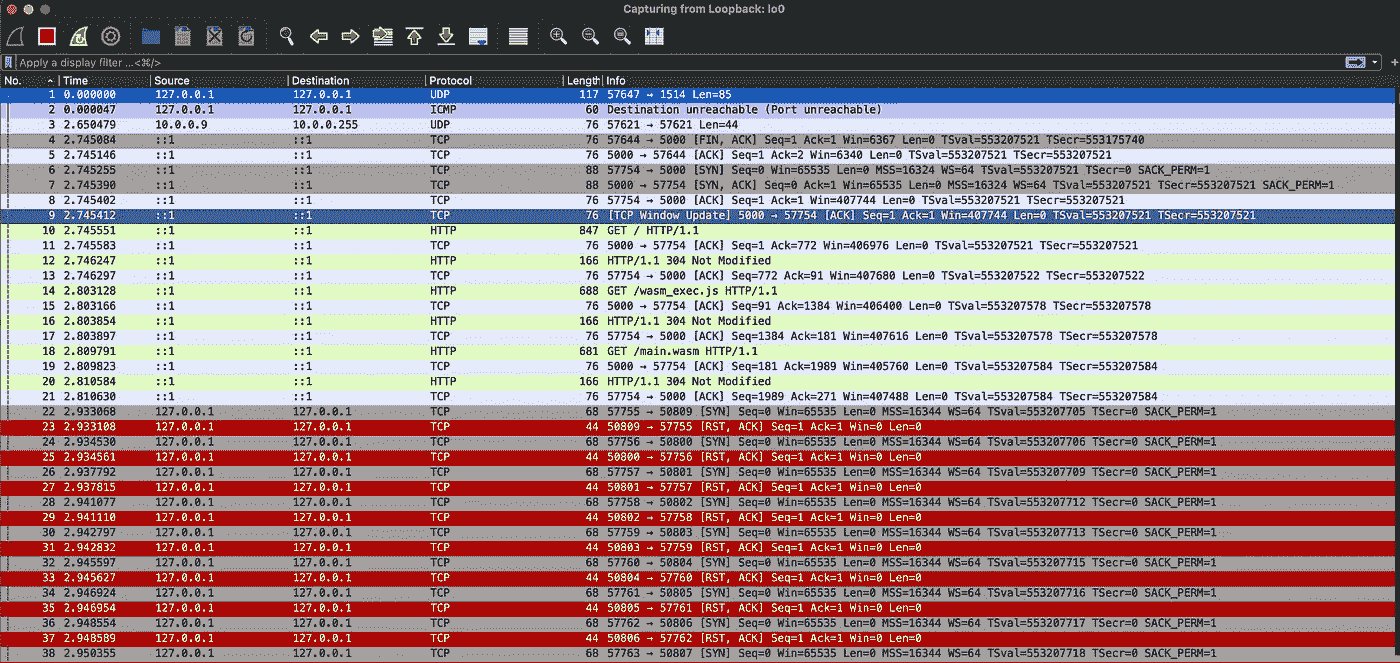 Capturing from Loopback: lo0
Apply a display filter ... <⌘/>
No. Time Source Destination Protocol Length Info
1 0.000000 127.0.0.1 127.0.0.1 UDP 117 57647 → 1514 Len=85
2 0.000047 127.0.0.1 127.0.0.1 ICMP 60 Destination unreachable (Port unreachable)
3 2.650479 10.0.0.9 10.0.0.255 UDP 76 57621 → 57621 Len=44
4 2.745084 ::1 ::1 TCP 76 57644 → 5000 [FIN, ACK] Seq=1 Ack=1 Win=6367 Len=0 TSval=553207521 TSecr=553175740
5 2.745146 ::1 ::1 TCP 76 5000 → 57644 [ACK] Seq=1 Ack=2 Win=6340 Len=0 TSval=553207521 TSecr=553207521
6 2.745255 ::1 ::1 TCP 88 57754 → 5000 [SYN] Seq=0 Win=65535 Len=0 MSS=16324 WS=64 TSval=553207521 TSecr=0 SACK_PERM=1
7 2.745390 ::1 ::1 TCP 88 5000 → 57754 [SYN, ACK] Seq=0 Ack=1 Win=65535 Len=0 MSS=16324 WS=64 TSval=553207521 TSecr=553207521 SACK_PERM=1
8 2.745402 ::1 ::1 TCP 76 57754 → 5000 [ACK] Seq=1 Ack=1 Win=407744 Len=0 TSval=553207521 TSecr=553207521
9 2.745412 ::1 ::1 TCP 76 [TCP Window Update] 5000 → 57754 [ACK] Seq=1 Ack=1 Win=407744 Len=0 TSval=553207521 TSecr=553207521
10 2.745551 ::1 ::1 HTTP 847 GET / HTTP/1.1
11 2.745583 ::1 ::1 TCP 76 5000 → 57754 [ACK] Seq=1 Ack=772 Win=406976 Len=0 TSval=553207521 TSecr=553207521
12 2.746247 ::1 ::1 HTTP 166 HTTP/1.1 304 Not Modified
13 2.746297 ::1 ::1 TCP 76 57754 → 5000 [ACK] Seq=772 Ack=91 Win=407680 Len=0 TSval=553207522 TSecr=553207522
14 2.803128 ::1 ::1 HTTP 688 GET /wasm_exec.js HTTP/1.1
15 2.803166 ::1 ::1 TCP 76 5000 → 57754 [ACK] Seq=91 Ack=1384 Win=406400 Len=0 TSval=553207578 TSecr=553207578
16 2.803854 ::1 ::1 HTTP 166 HTTP/1.1 304 Not Modified
17 2.803897 ::1 ::1 TCP 76 57754 → 5000 [ACK] Seq=1384 Ack=181 Win=407616 Len=0 TSval=553207578 TSecr=553207578
18 2.809791 ::1 ::1 HTTP 681 GET /main.wasm HTTP/1.1
19 2.809823 ::1 ::1 TCP 76 5000 → 57754 [ACK] Seq=181 Ack=1989 Win=405760 Len=0 TSval=553207584 TSecr=553207584
20 2.810584 ::1 ::1 HTTP 166 HTTP/1.1 304 Not Modified
21 2.810630 ::1 ::1 TCP 76 57754 → 5000 [ACK] Seq=1989 Ack=271 Win=407488 Len=0 TSval=553207584 TSecr=553207584
22 2.933068 127.0.0.1 127.0.0.1 TCP 68 57755 → 50809 [SYN] Seq=0 Win=65535 Len=0 MSS=16344 WS=64 TSval=553207705 TSecr=0 SACK_PERM=1
23 2.933108 127.0.0.1 127.0.0.1 TCP 44 50809 → 57755 [RST, ACK] Seq=1 Ack=1 Win=0 Len=0
24 2.934530 127.0.0.1 127.0.0.1 TCP 68 57756 → 50800 [SYN] Seq=0 Win=65535 Len=0 MSS=16344 WS=64 TSval=553207706 TSecr=0 SACK_PERM=1
25 2.934561 127.0.0.1 127.0.0.1 TCP 44 50800 → 57756 [RST, ACK] Seq=1 Ack=1 Win=0 Len=0
26 2.937792 127.0.0.1 127.0.0.1 TCP 68 57757 → 50801 [SYN] Seq=0 Win=65535 Len=0 MSS=16344 WS=64 TSval=553207709 TSecr=0 SACK_PERM=1
27 2.937815 127.0.0.1 127.0.0.1 TCP 44 50801 → 57757 [RST, ACK] Seq=1 Ack=1 Win=0 Len=0
28 2.941077 127.0.0.1 127.0.0.1 TCP 68 57758 → 50802 [SYN] Seq=0 Win=65535 Len=0 MSS=16344 WS=64 TSval=553207712 TSecr=0 SACK_PERM=1
29 2.941110 127.0.0.1 127.0.0.1 TCP 44 50802 → 57758 [RST, ACK] Seq=1 Ack=1 Win=0 Len=0
30 2.942797 127.0.0.1 127.0.0.1 TCP 68 57759 → 50803 [SYN] Seq=0 Win=65535 Len=0 MSS=16344 WS=64 TSval=553207713 TSecr=0 SACK_PERM=1
31 2.942832 127.0.0.1 127.0.0.1 TCP 44 50803 → 57759 [RST, ACK] Seq=1 Ack=1 Win=0 Len=0
32 2.945597 127.0.0.1 127.0.0.1 TCP 68 57760 → 50804 [SYN] Seq=0 Win=65535 Len=0 MSS=16344 WS=64 TSval=553207715 TSecr=0 SACK_PERM=1
33 2.945627 127.0.0.1 127.0.0.1 TCP 44 50804 → 57760 [RST, ACK] Seq=1 Ack=1 Win=0 Len=0
34 2.946924 127.0.0.1 127.0.0.1 TCP 68 57761 → 50805 [SYN] Seq=0 Win=65535 Len=0 MSS=16344 WS=64 TSval=553207716 TSecr=0 SACK_PERM=1
35 2.946954 127.0.0.1 127.0.0.1 TCP 44 50805 → 57761 [RST, ACK] Seq=1 Ack=1 Win=0 Len=0
36 2.948554 127.0.0.1 127.0.0.1 TCP 68 57762 → 50806 [SYN] Seq=0 Win=65535 Len=0 MSS=16344 WS=64 TSval=553207717 TSecr=0 SACK_PERM=1
37 2.948589 127.0.0.1 127.0.0.1 TCP 44 50806 → 57762 [RST, ACK] Seq=1 Ack=1 Win=0 Len=0
38 2.950355 127.0.0.1 127.0.0.1 TCP 68 57763 → 50807 [SYN] Seq=0 Win=65535 Len=0 MSS=16344 WS=64 TSval=553207718 TSecr=0 SACK_PERM=1